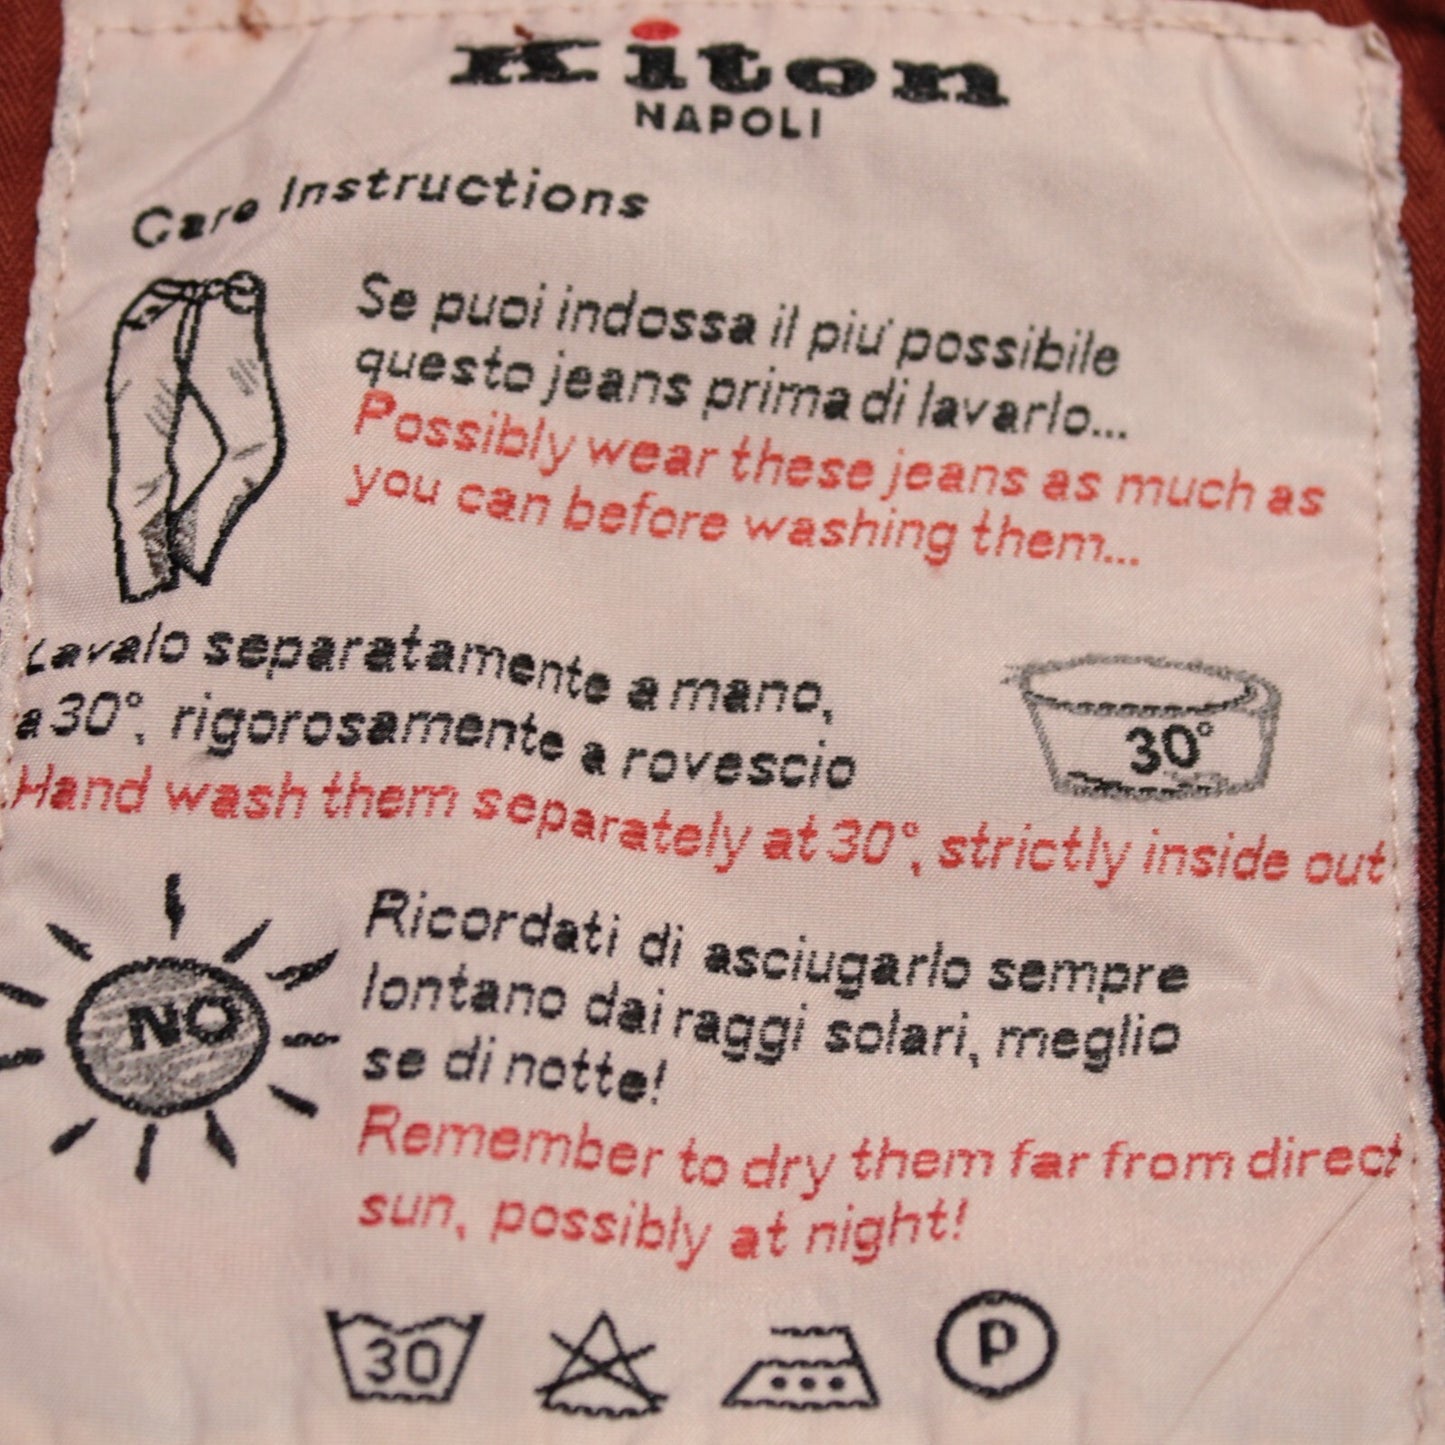 Kiton
NAPOLI
Care Instructions
Se puoi indossa il piu' possibile
questo jeans prima di lavarlo...
Possibly wear these jeans as much as
you can before washing them...
Lavalo separatamente a mano,
a 30°, rigorosamente a rovescio
30°
Hand wash them separately at 30°, strictly inside out
NO
Ricordati di asciugarlo sempre
lontano dai raggi solari, meglio
se di notte!
Remember to dry them far from direct
sun, possibly at night!
30
P